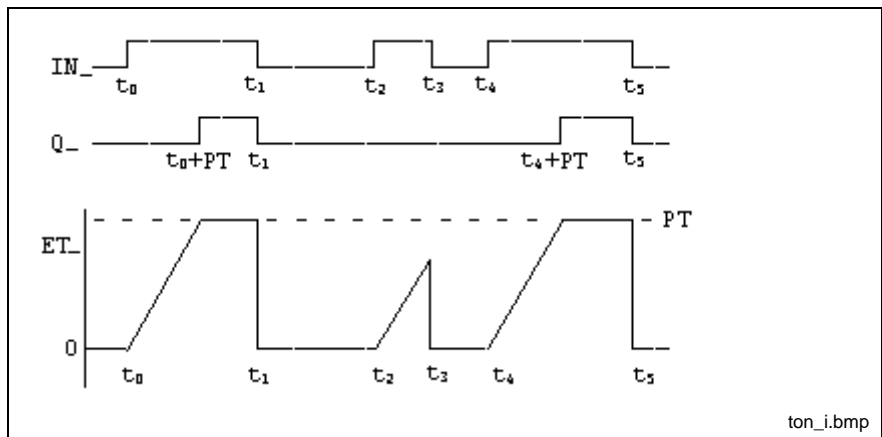 IN_
t₀ t₁ t₂ t₃ t₄ t₅
Q_
t₀+PT t₁ t₄+PT t₅
PT
ET_
0
t₀ t₁ t₂ t₃ t₄ t₅
ton_i.bmp